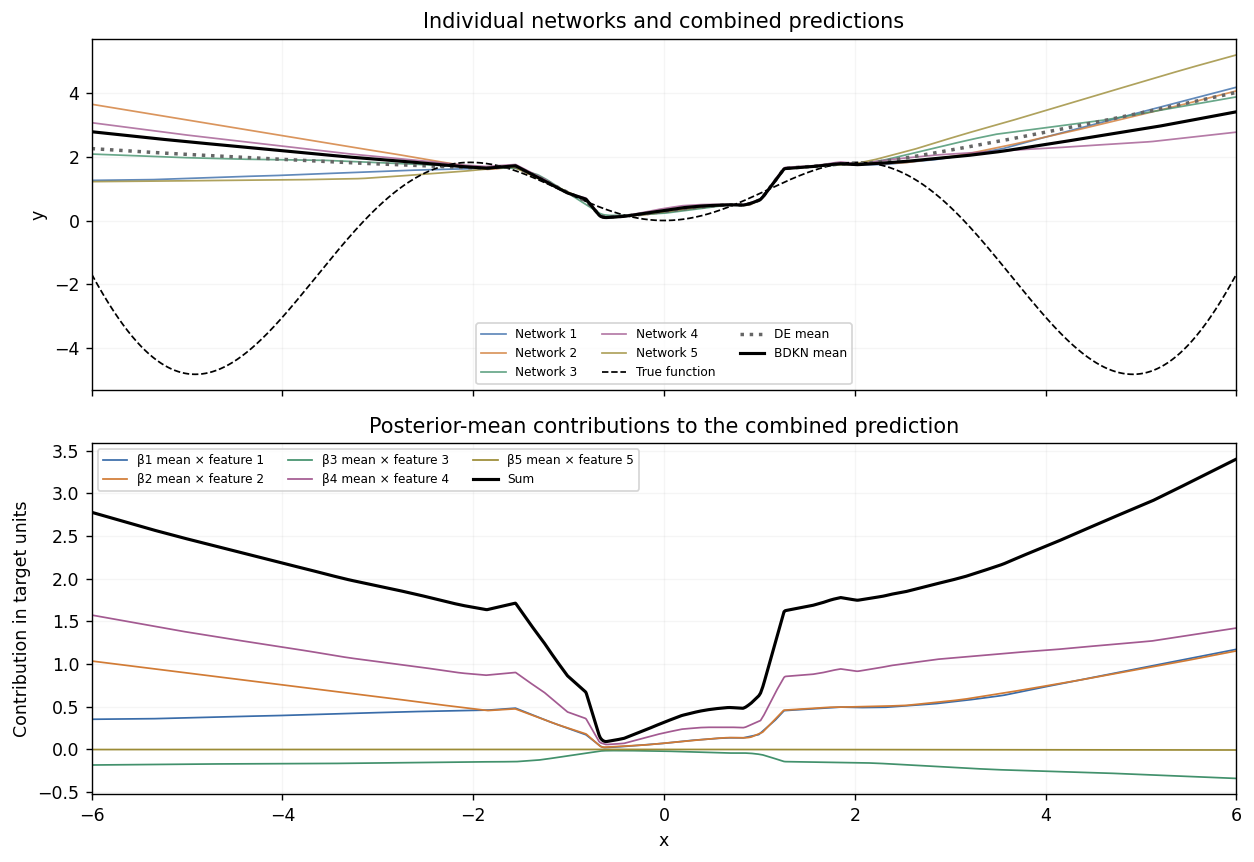 Individual networks and combined predictions
y
4
2
0
−2
−4
Network 1
Network 2
Network 3
Network 4
Network 5
True function
DE mean
BDKN mean
Posterior-mean contributions to the combined prediction
Contribution in target units
3.5
3.0
2.5
2.0
1.5
1.0
0.5
0.0
−0.5
β1 mean × feature 1
β2 mean × feature 2
β3 mean × feature 3
β4 mean × feature 4
β5 mean × feature 5
Sum
−6
−4
−2
0
2
4
6
x